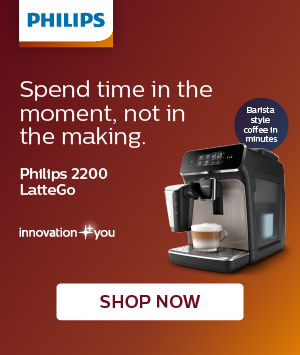 PHILIPS
Spend time in the
moment, not in
the making.
Barista
style
coffee in
minutes
Philips 2200
LatteGo
innovation you
SHOP NOW